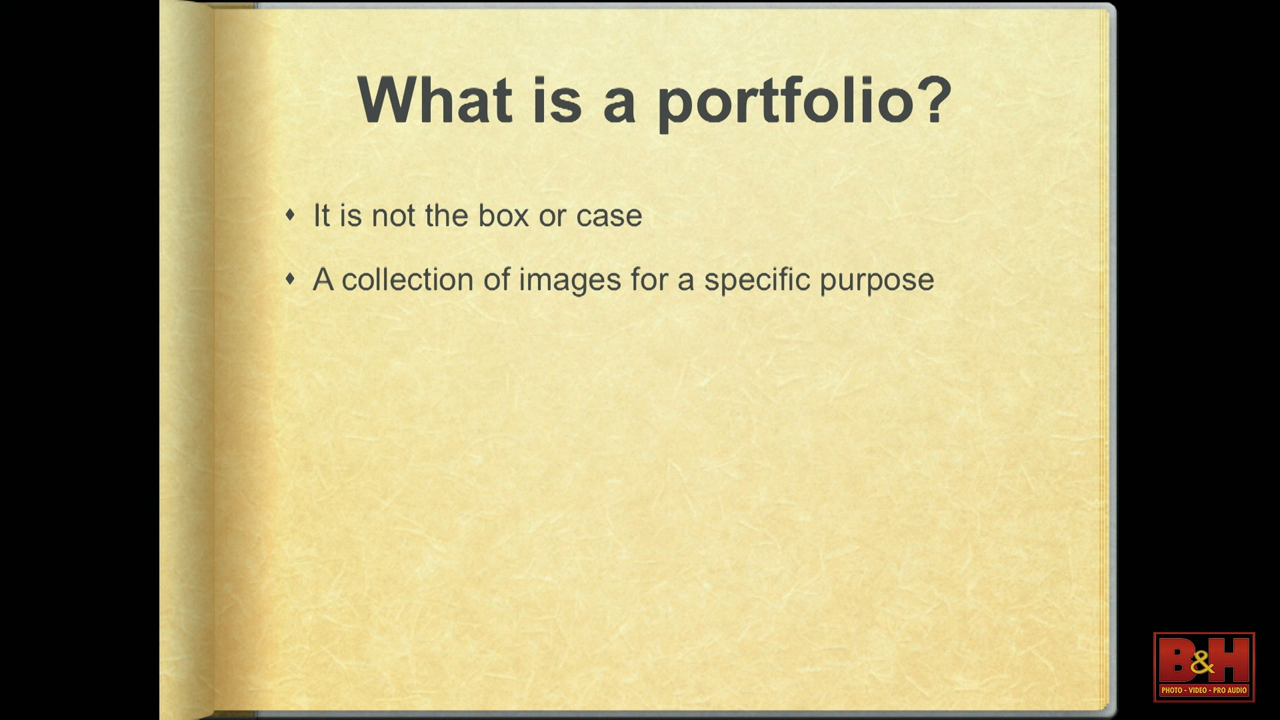 What is a portfolio?
It is not the box or case
A collection of images for a specific purpose
B&H
PHOTO - VIDEO - PRO AUDIO